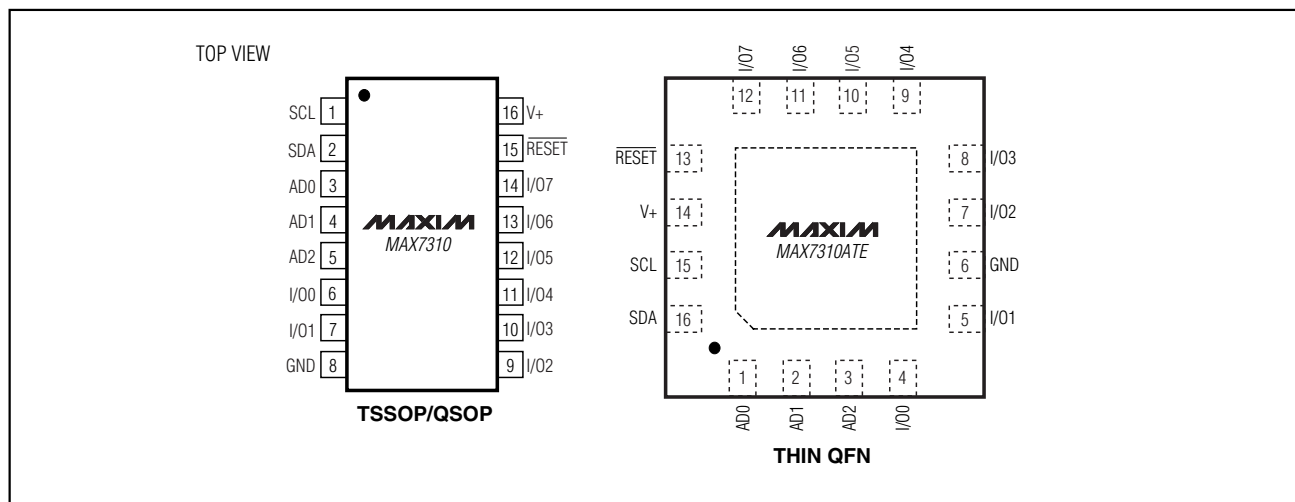 TOP VIEW
SCL 1
SDA 2
AD0 3
AD1 4
AD2 5
I/O0 6
I/O1 7
GND 8
16 V+
15 RESET
14 I/O7
13 I/O6
12 I/O5
11 I/O4
10 I/O3
9 I/O2
MAXIM
MAX7310
TSSOP/QSOP
I/O7 I/O6 I/O5 I/O4
12 11 10 9
RESET 13
V+ 14
SCL 15
SDA 16
8 I/O3
7 I/O2
6 GND
5 I/O1
MAXIM
MAX7310ATE
1 2 3 4
AD0 AD1 AD2 I/O0
THIN QFN